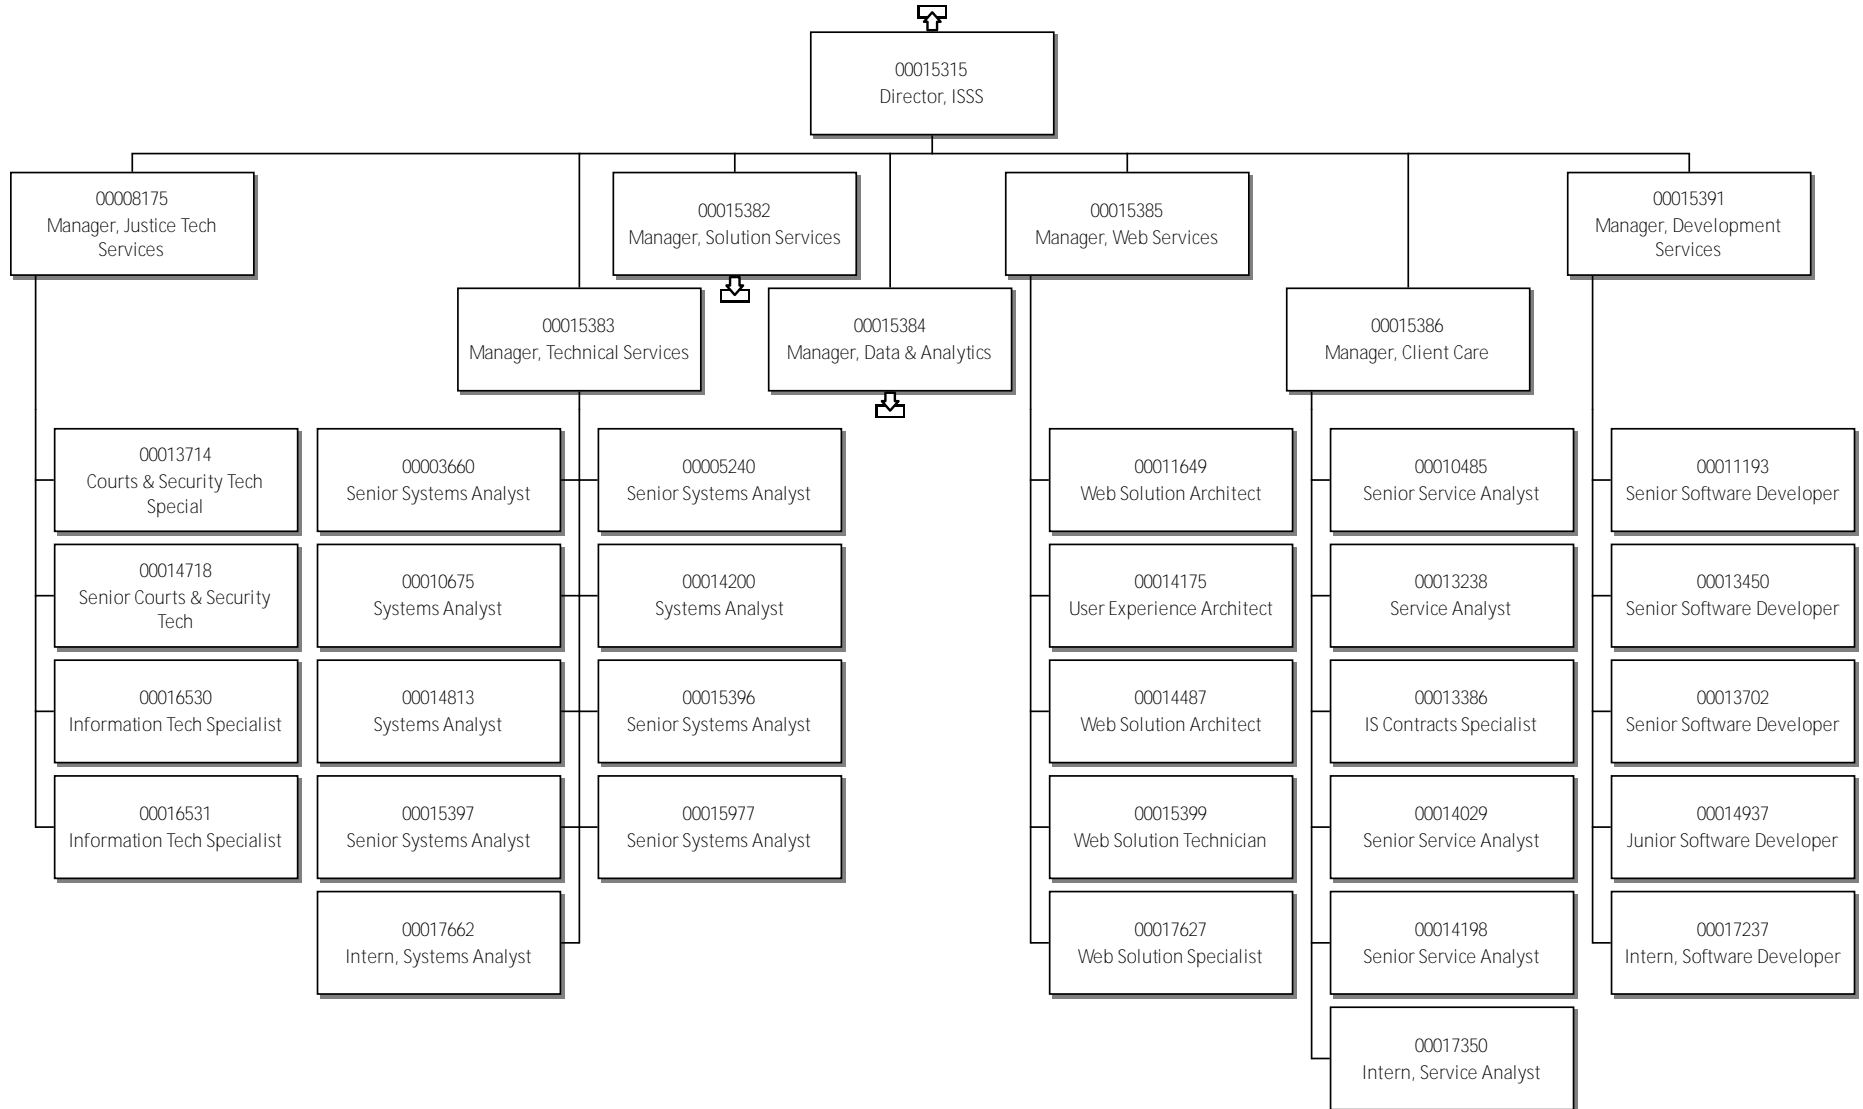 00015315
Director, ISSS
00008175
Manager, Justice Tech
Services
00015382
Manager, Solution Services
00015385
Manager, Web Services
00015391
Manager, Development
Services
00015383
Manager, Technical Services
00015384
Manager, Data & Analytics
00015386
Manager, Client Care
00013714
Courts & Security Tech
Special
00014718
Senior Courts & Security
Tech
00016530
Information Tech Specialist
00016531
Information Tech Specialist
00003660
Senior Systems Analyst
00005240
Senior Systems Analyst
00010675
Systems Analyst
00014200
Systems Analyst
00014813
Systems Analyst
00015396
Senior Systems Analyst
00015397
Senior Systems Analyst
00015977
Senior Systems Analyst
00017662
Intern, Systems Analyst
00011649
Web Solution Architect
00014175
User Experience Architect
00014487
Web Solution Architect
00015399
Web Solution Technician
00017627
Web Solution Specialist
00010485
Senior Service Analyst
00013238
Service Analyst
00013386
IS Contracts Specialist
00014029
Senior Service Analyst
00014198
Senior Service Analyst
00017350
Intern, Service Analyst
00011193
Senior Software Developer
00013450
Senior Software Developer
00013702
Senior Software Developer
00014937
Junior Software Developer
00017237
Intern, Software Developer